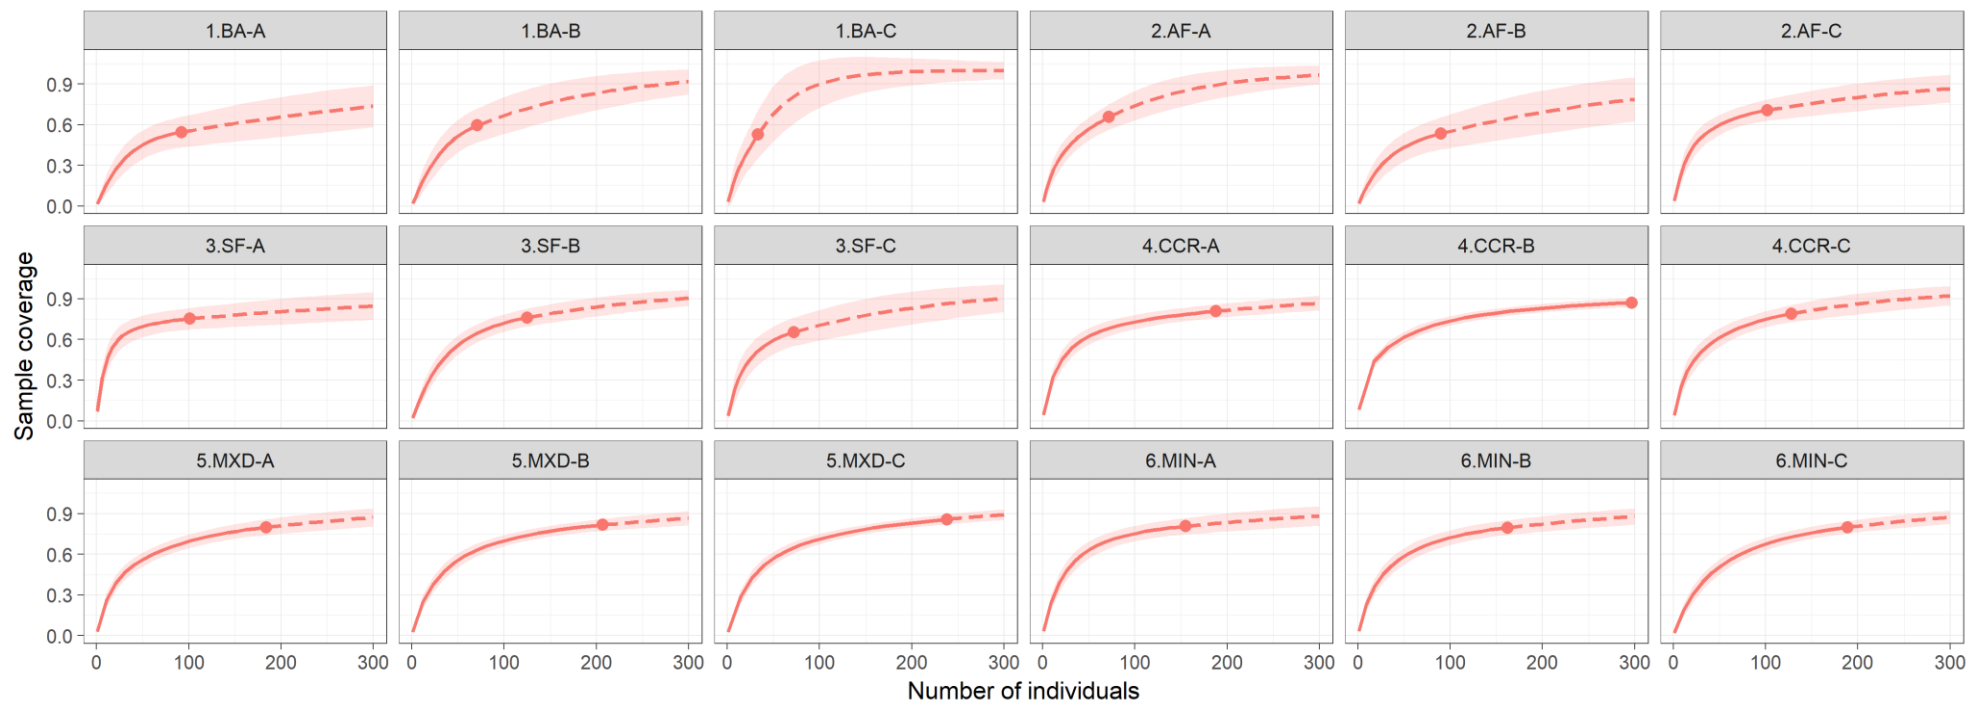 1.BA-A 1.BA-B 1.BA-C 2.AF-A 2.AF-B 2.AF-C
0.9
0.6
0.3
0.0
3.SF-A 3.SF-B 3.SF-C 4.CCR-A 4.CCR-B 4.CCR-C
0.9
0.6
0.3
0.0
Sample coverage
5.MXD-A 5.MXD-B 5.MXD-C 6.MIN-A 6.MIN-B 6.MIN-C
0.9
0.6
0.3
0.0
0 100 200 300 0 100 200 300 0 100 200 300 0 100 200 300 0 100 200 300 0 100 200 300
Number of individuals